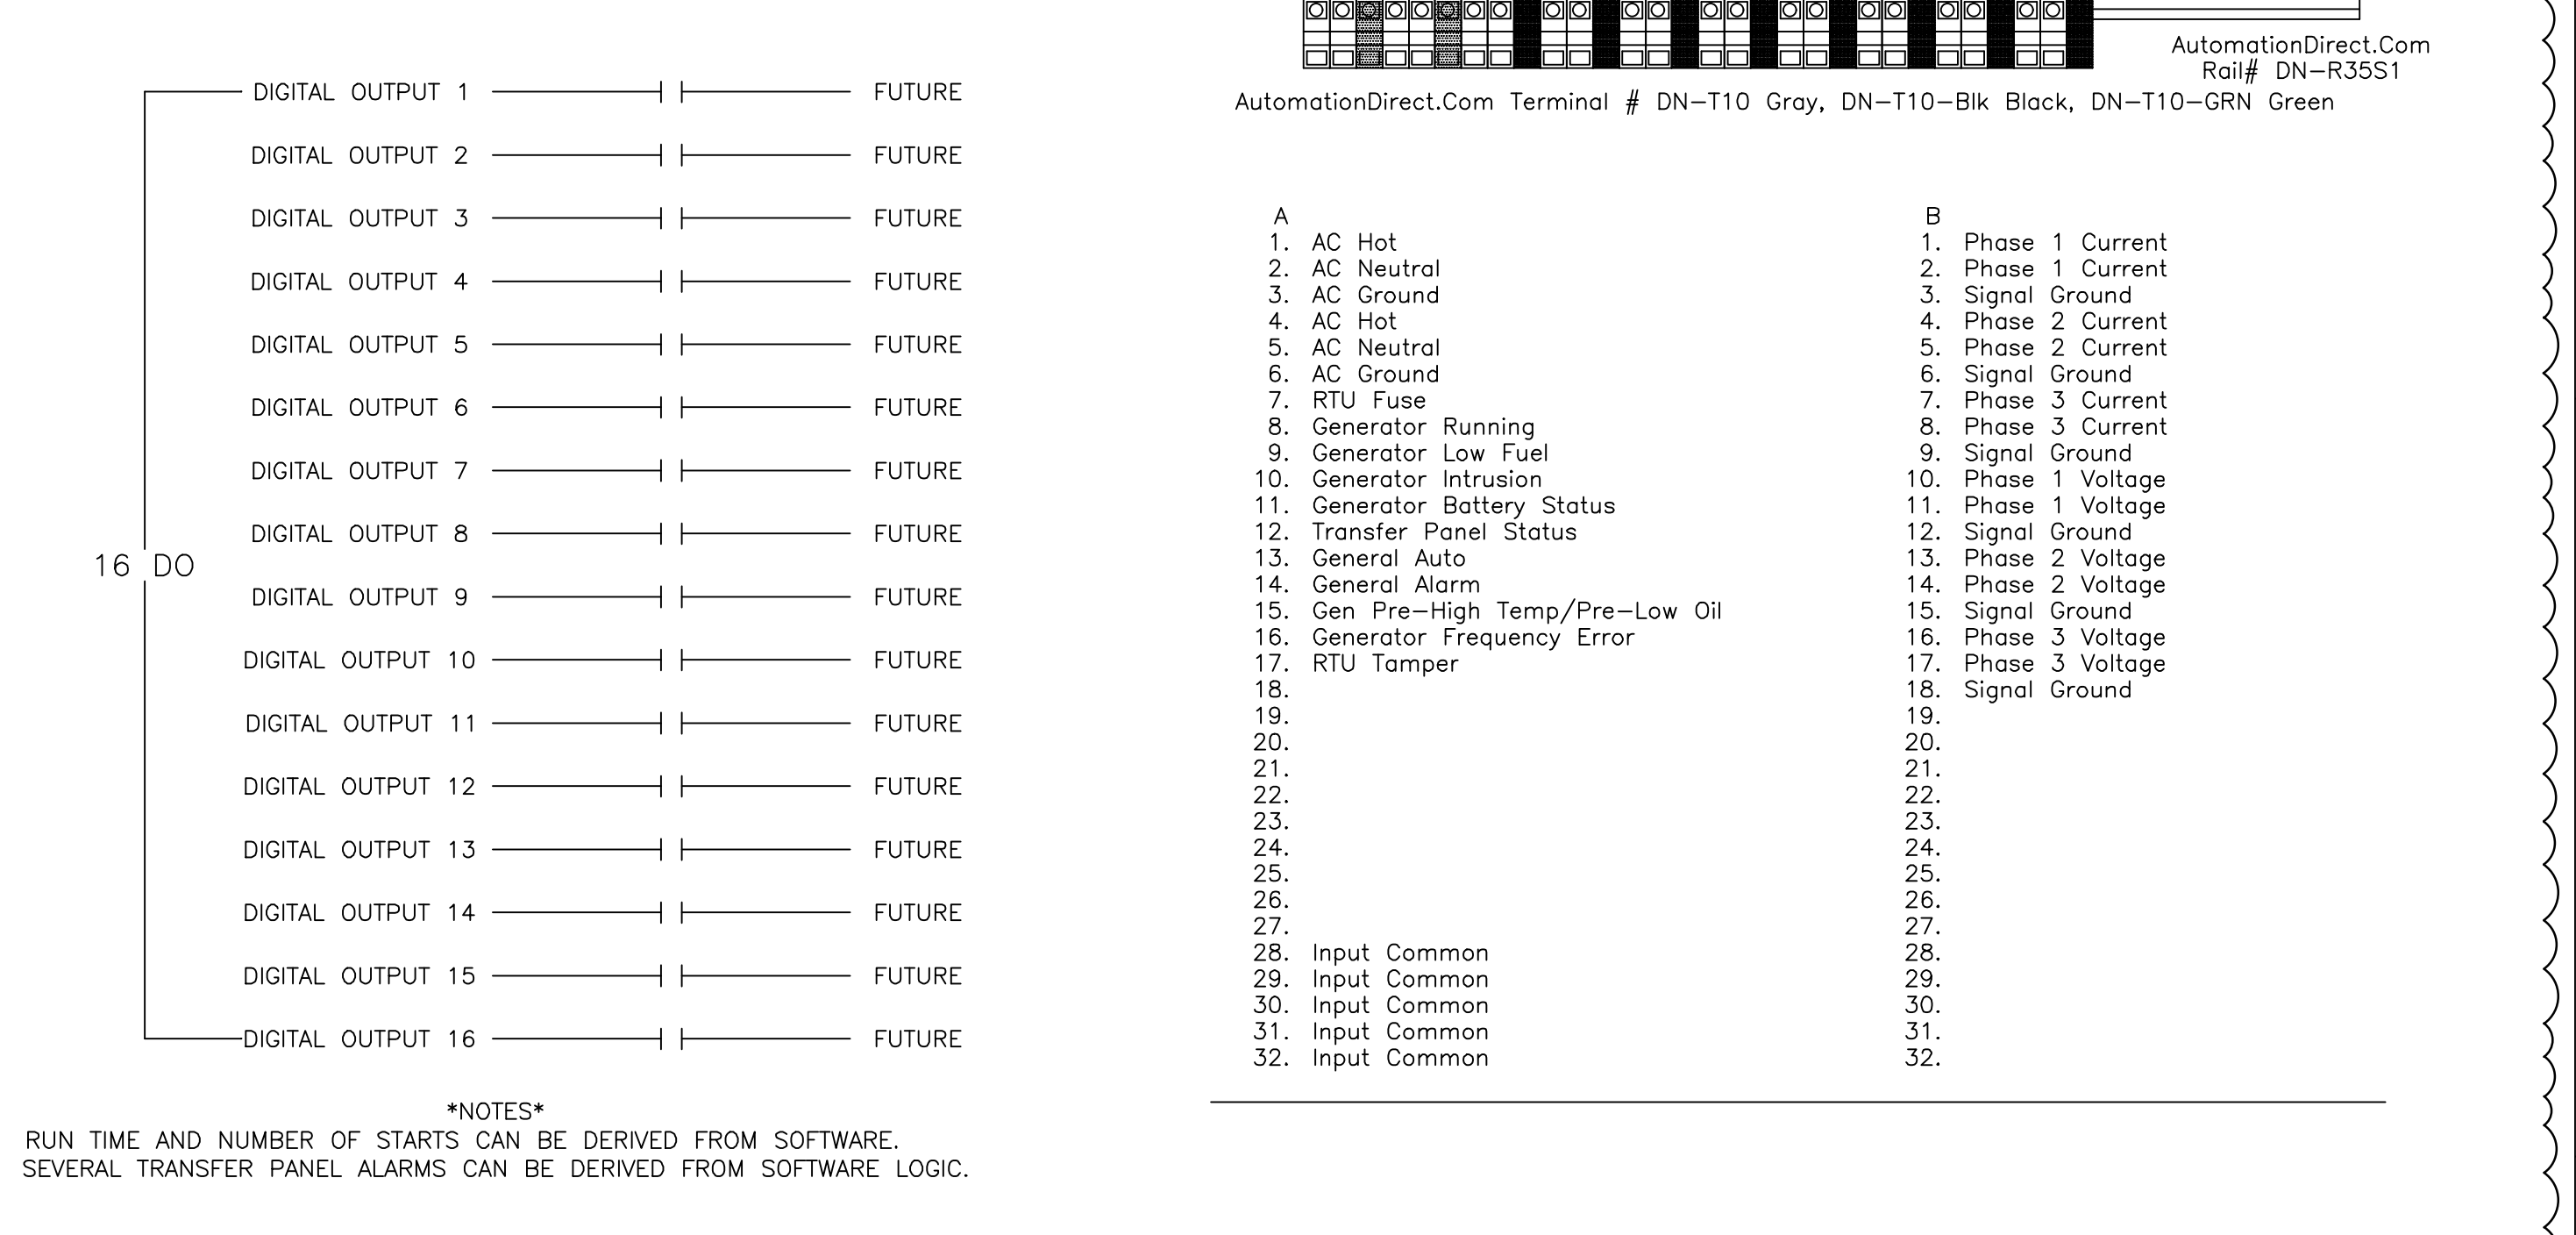 AutomationDirect.Com
Rail# DN-R35S1
AutomationDirect.Com Terminal # DN-T10 Gray, DN-T10-Blk Black, DN-T10-GRN Green
16 DO
DIGITAL OUTPUT 1 FUTURE
DIGITAL OUTPUT 2 FUTURE
DIGITAL OUTPUT 3 FUTURE
DIGITAL OUTPUT 4 FUTURE
DIGITAL OUTPUT 5 FUTURE
DIGITAL OUTPUT 6 FUTURE
DIGITAL OUTPUT 7 FUTURE
DIGITAL OUTPUT 8 FUTURE
DIGITAL OUTPUT 9 FUTURE
DIGITAL OUTPUT 10 FUTURE
DIGITAL OUTPUT 11 FUTURE
DIGITAL OUTPUT 12 FUTURE
DIGITAL OUTPUT 13 FUTURE
DIGITAL OUTPUT 14 FUTURE
DIGITAL OUTPUT 15 FUTURE
DIGITAL OUTPUT 16 FUTURE
*NOTES*
RUN TIME AND NUMBER OF STARTS CAN BE DERIVED FROM SOFTWARE.
SEVERAL TRANSFER PANEL ALARMS CAN BE DERIVED FROM SOFTWARE LOGIC.
A
1. AC Hot
2. AC Neutral
3. AC Ground
4. AC Hot
5. AC Neutral
6. AC Ground
7. RTU Fuse
8. Generator Running
9. Generator Low Fuel
10. Generator Intrusion
11. Generator Battery Status
12. Transfer Panel Status
13. General Auto
14. General Alarm
15. Gen Pre-High Temp/Pre-Low Oil
16. Generator Frequency Error
17. RTU Tamper
18.
19.
20.
21.
22.
23.
24.
25.
26.
27.
28. Input Common
29. Input Common
30. Input Common
31. Input Common
32. Input Common
B
1. Phase 1 Current
2. Phase 1 Current
3. Signal Ground
4. Phase 2 Current
5. Phase 2 Current
6. Signal Ground
7. Phase 3 Current
8. Phase 3 Current
9. Signal Ground
10. Phase 1 Voltage
11. Phase 1 Voltage
12. Signal Ground
13. Phase 2 Voltage
14. Phase 2 Voltage
15. Signal Ground
16. Phase 3 Voltage
17. Phase 3 Voltage
18. Signal Ground
19.
20.
21.
22.
23.
24.
25.
26.
27.
28.
29.
30.
31.
32.